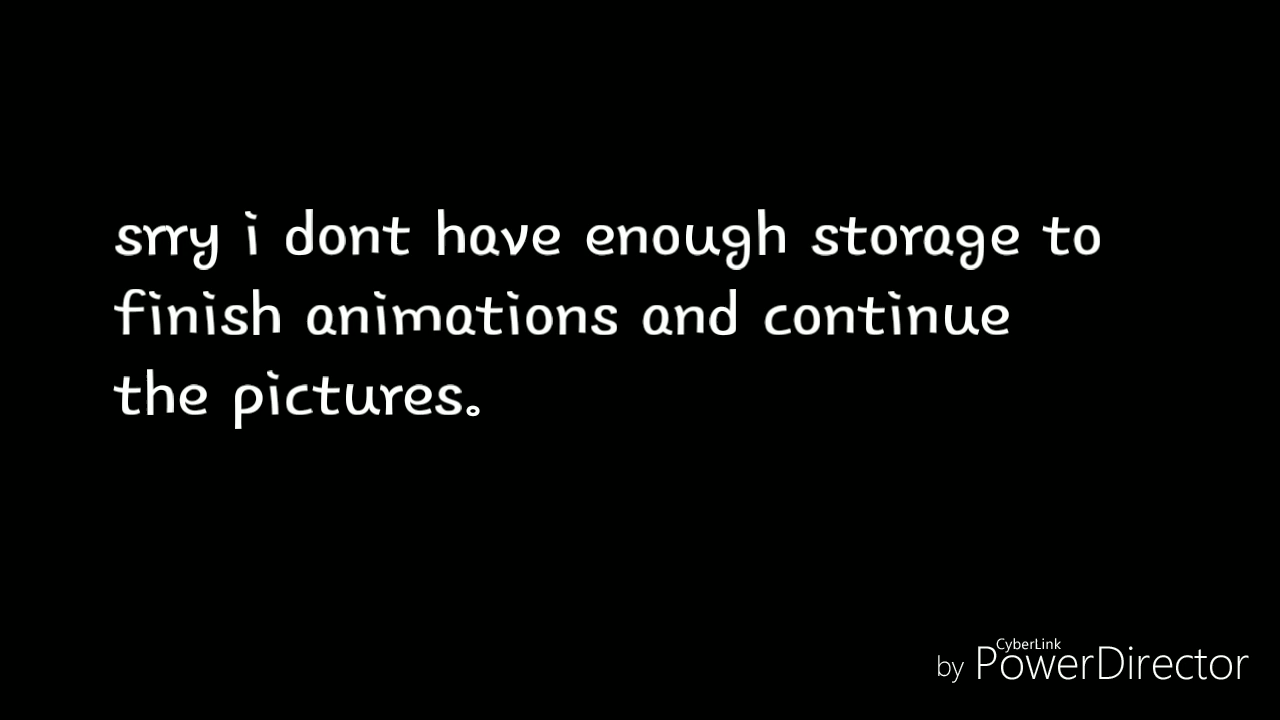 srry i dont have enough storage to
finish animations and continue
the pictures.
by CyberLink PowerDirector